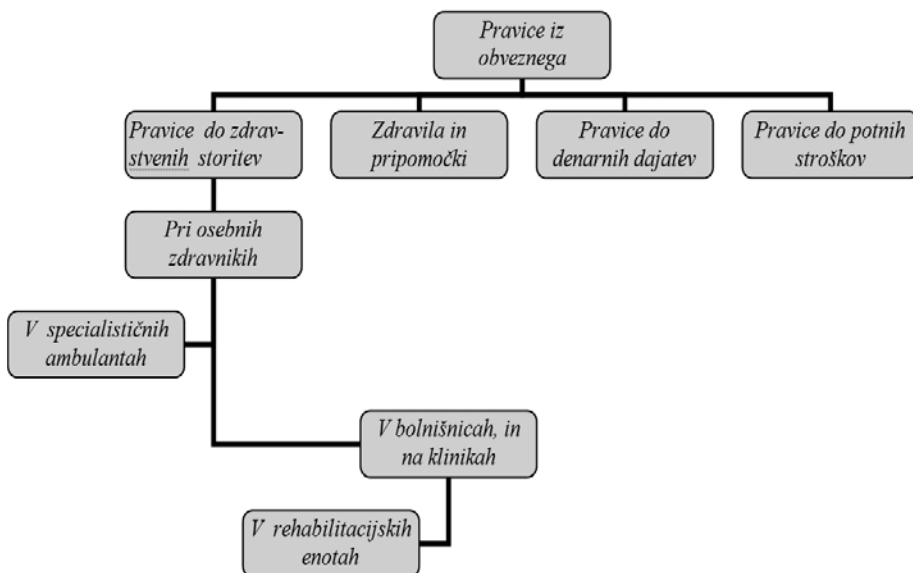 Pravice iz
obveznega
Pravice do zdrav-
stvenih storitev
Zdravila in
pripomočki
Pravice do
denarnih dajatev
Pravice do potnih
stroškov
Pri osebnih
zdravnikih
V specialističnih
ambulantah
V bolnišnicah, in
na klinikah
V rehabilitacijskih
enotah